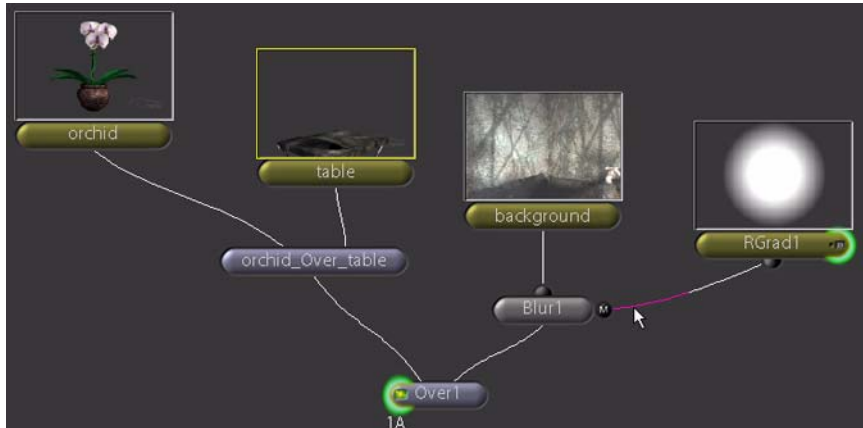 orchid
table
background
RGrad1
orchid_Over_table
Blur1
M
Over1
1A